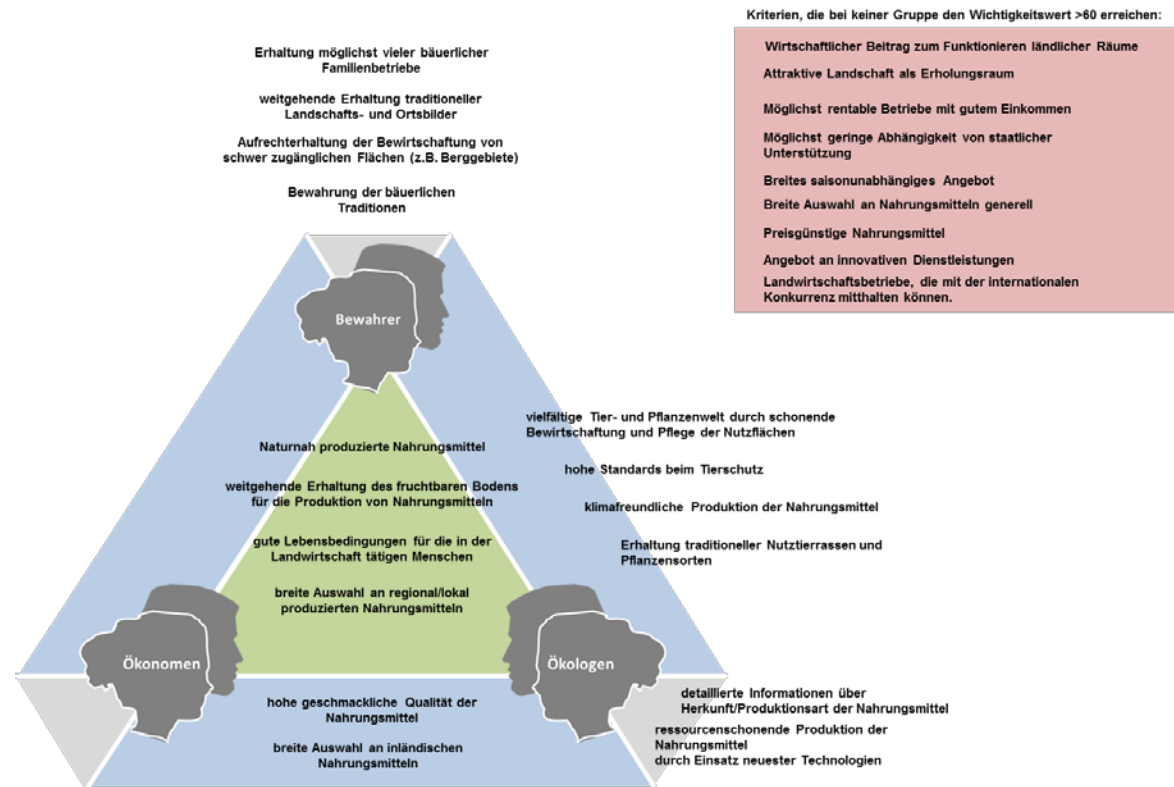 Kriterien, die bei keiner Gruppe den Wichtigkeitswert >60 erreichen:
Wirtschaftlicher Beitrag zum Funktionieren ländlicher Räume
Attraktive Landschaft als Erholungsraum
Möglichst rentable Betriebe mit gutem Einkommen
Möglichst geringe Abhängigkeit von staatlicher
Unterstützung
Breites saisonunabhängiges Angebot
Breite Auswahl an Nahrungsmitteln generell
Preisgünstige Nahrungsmittel
Angebot an innovativen Dienstleistungen
Landwirtschaftsbetriebe, die mit der internationalen
Konkurrenz mitthalten können.
Erhaltung möglichst vieler bäuerlicher
Familienbetriebe
weitgehende Erhaltung traditioneller
Landschafts- und Ortsbilder
Aufrechterhaltung der Bewirtschaftung von
schwer zugänglichen Flächen (z.B. Berggebiete)
Bewahrung der bäuerlichen
Traditionen
Bewahrer
vielfältige Tier- und Pflanzenwelt durch schonende
Bewirtschaftung und Pflege der Nutzflächen
hohe Standards beim Tierschutz
klimafreundliche Produktion der Nahrungsmittel
Erhaltung traditioneller Nutztierrassen und
Pflanzensorten
Naturnah produzierte Nahrungsmittel
weitgehende Erhaltung des fruchtbaren Bodens
für die Produktion von Nahrungsmitteln
gute Lebensbedingungen für die in der
Landwirtschaft tätigen Menschen
breite Auswahl an regional/lokal
produzierten Nahrungsmitteln
Ökonomen
Ökologen
hohe geschmackliche Qualität der
Nahrungsmittel
breite Auswahl an inländischen
Nahrungsmitteln
detaillierte Informationen über
Herkunft/Produktionsart der Nahrungsmittel
ressourcenschonende Produktion der
Nahrungsmittel
durch Einsatz neuester Technologien